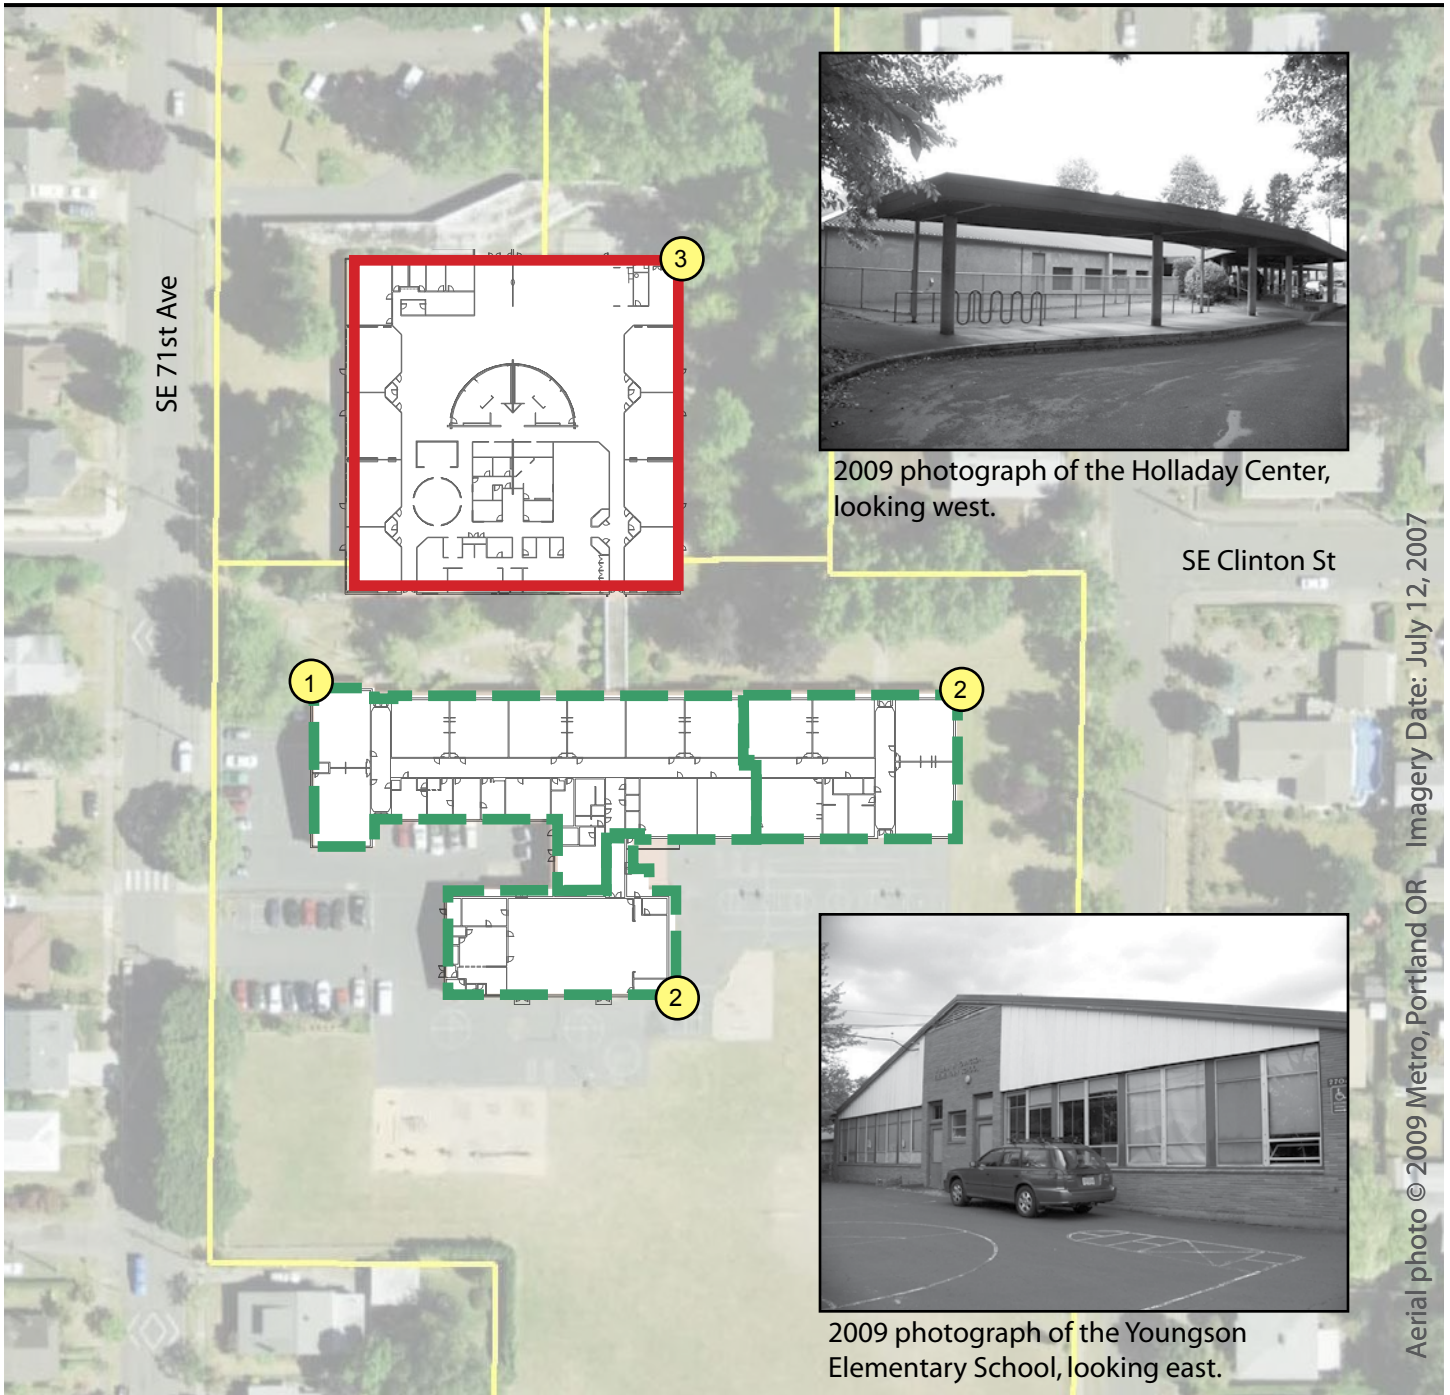 SE 71st Ave
3
2009 photograph of the Holladay Center,
looking west.
SE Clinton St
1
2
2
2009 photograph of the Youngson
Elementary School, looking east.
Aerial photo © 2009 Metro, Portland OR Imagery Date: July 12, 2007